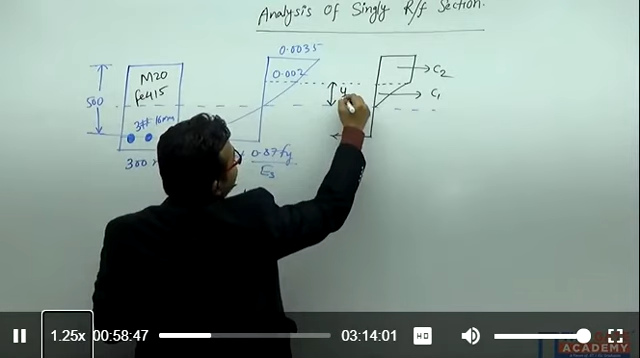 Analysis Of Singly R/f Section.
0.0035
M20
Fe415
0.002
C2
500
y
C1
3## 16mm
300
0.87fy
Es
1.25x
00:58:47
03:14:01
HD
ACADEMY